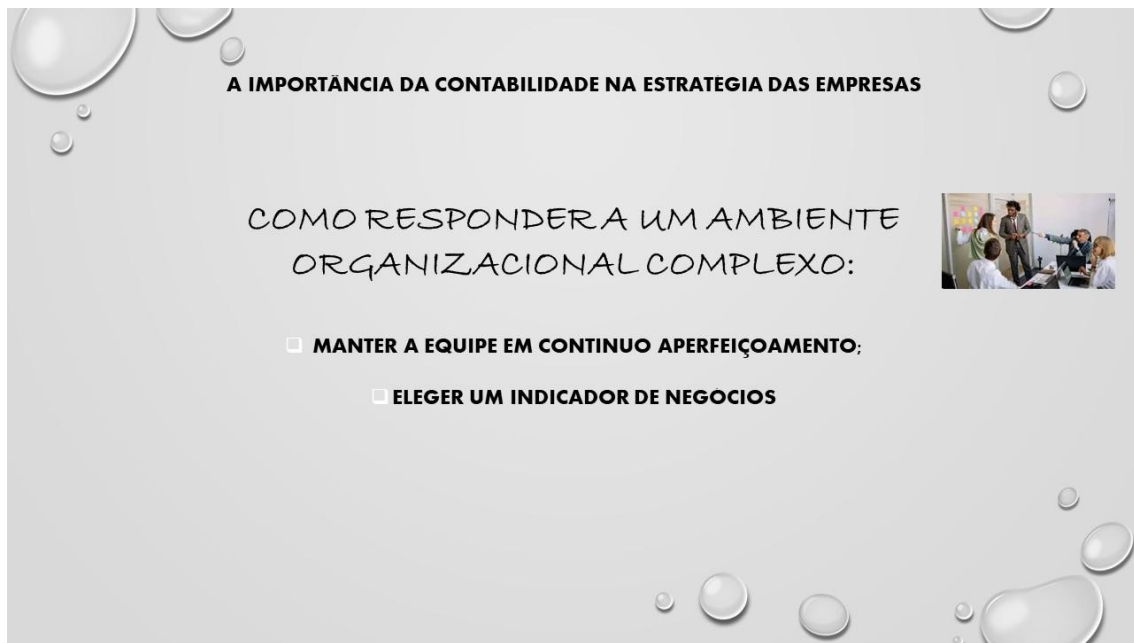 A IMPORTÂNCIA DA CONTABILIDADE NA ESTRATÉGIA DAS EMPRESAS
COMO RESPONDER A UM AMBIENTE
ORGANIZACIONAL COMPLEXO:
MANTER A EQUIPE EM CONTINUO APERFEIÇOAMENTO;
ELEGER UM INDICADOR DE NEGÓCIOS